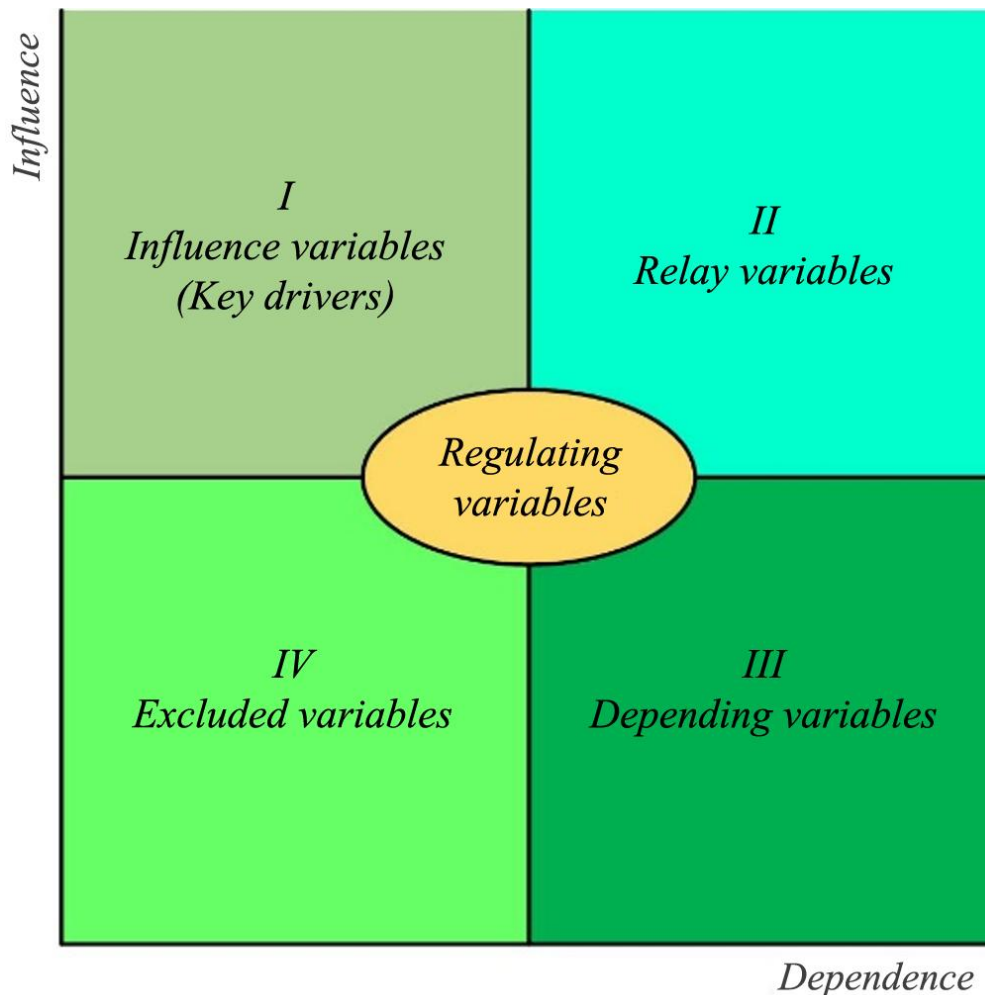 Influence
I
Influence variables
(Key drivers)
II
Relay variables
Regulating
variables
IV
Excluded variables
III
Depending variables
Dependence